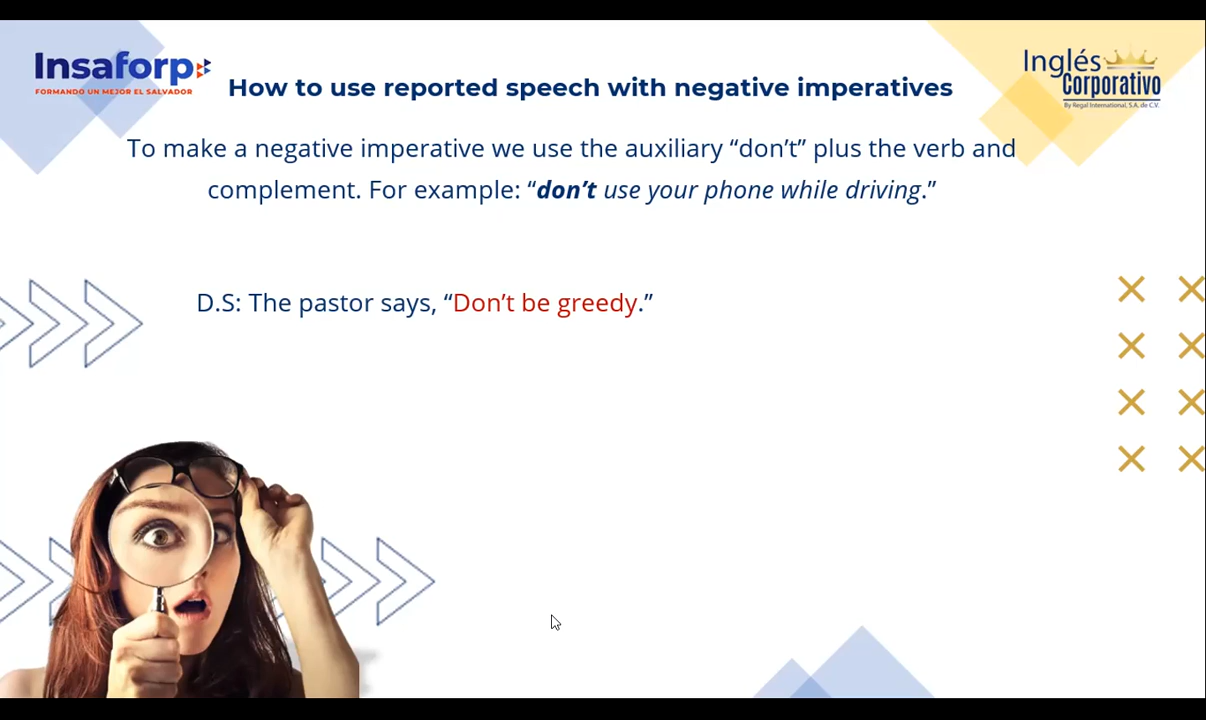 Insaforp
FORMANDO UN MEJOR EL SALVADOR
How to use reported speech with negative imperatives
Inglés
Corporativo
By Regal International, S.A. de C.V.
To make a negative imperative we use the auxiliary “don’t” plus the verb and
complement. For example: “don’t use your phone while driving.”
D.S: The pastor says, “Don’t be greedy.”